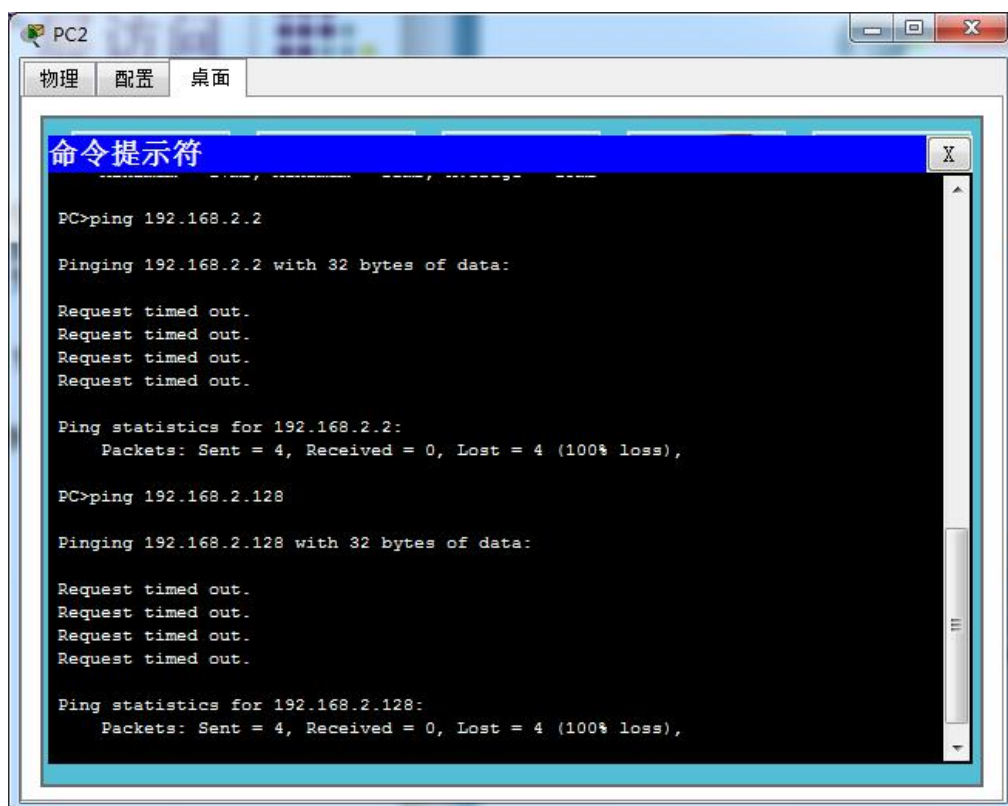 PC2
物理 配置 桌面
命令提示符
X
PC>ping 192.168.2.2
Pinging 192.168.2.2 with 32 bytes of data:
Request timed out.
Request timed out.
Request timed out.
Request timed out.
Ping statistics for 192.168.2.2:
Packets: Sent = 4, Received = 0, Lost = 4 (100% loss),
PC>ping 192.168.2.128
Pinging 192.168.2.128 with 32 bytes of data:
Request timed out.
Request timed out.
Request timed out.
Request timed out.
Ping statistics for 192.168.2.128:
Packets: Sent = 4, Received = 0, Lost = 4 (100% loss),